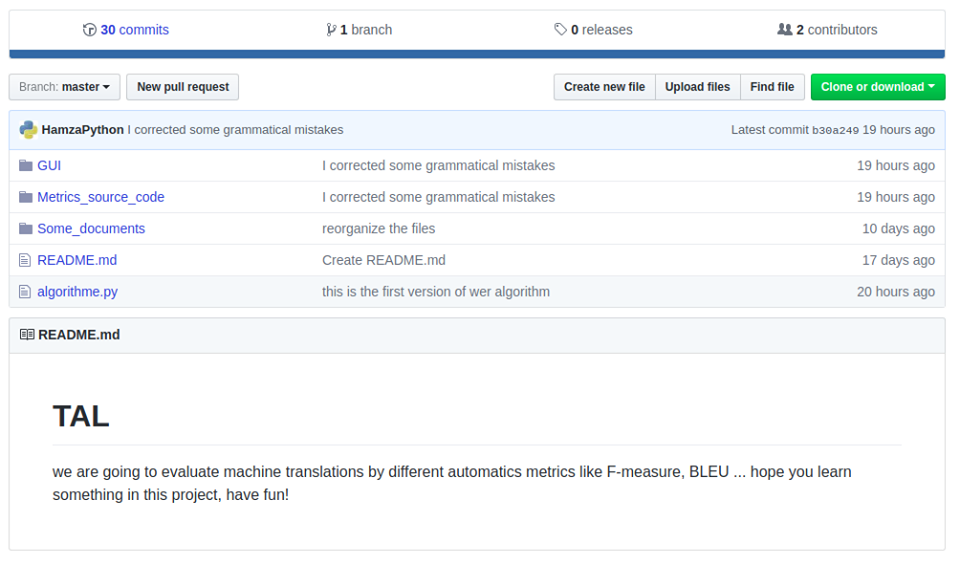 30 commits 1 branch 0 releases 2 contributors
Branch: master New pull request Create new file Upload files Find file Clone or download
HamzaPython I corrected some grammatical mistakes Latest commit b30a249 19 hours ago
GUI I corrected some grammatical mistakes 19 hours ago
Metrics_source_code I corrected some grammatical mistakes 19 hours ago
Some_documents reorganize the files 10 days ago
README.md Create README.md 17 days ago
algorithme.py this is the first version of wer algorithm 20 hours ago
README.md
TAL
we are going to evaluate machine translations by different automatics metrics like F-measure, BLEU ... hope you learn
something in this project, have fun!